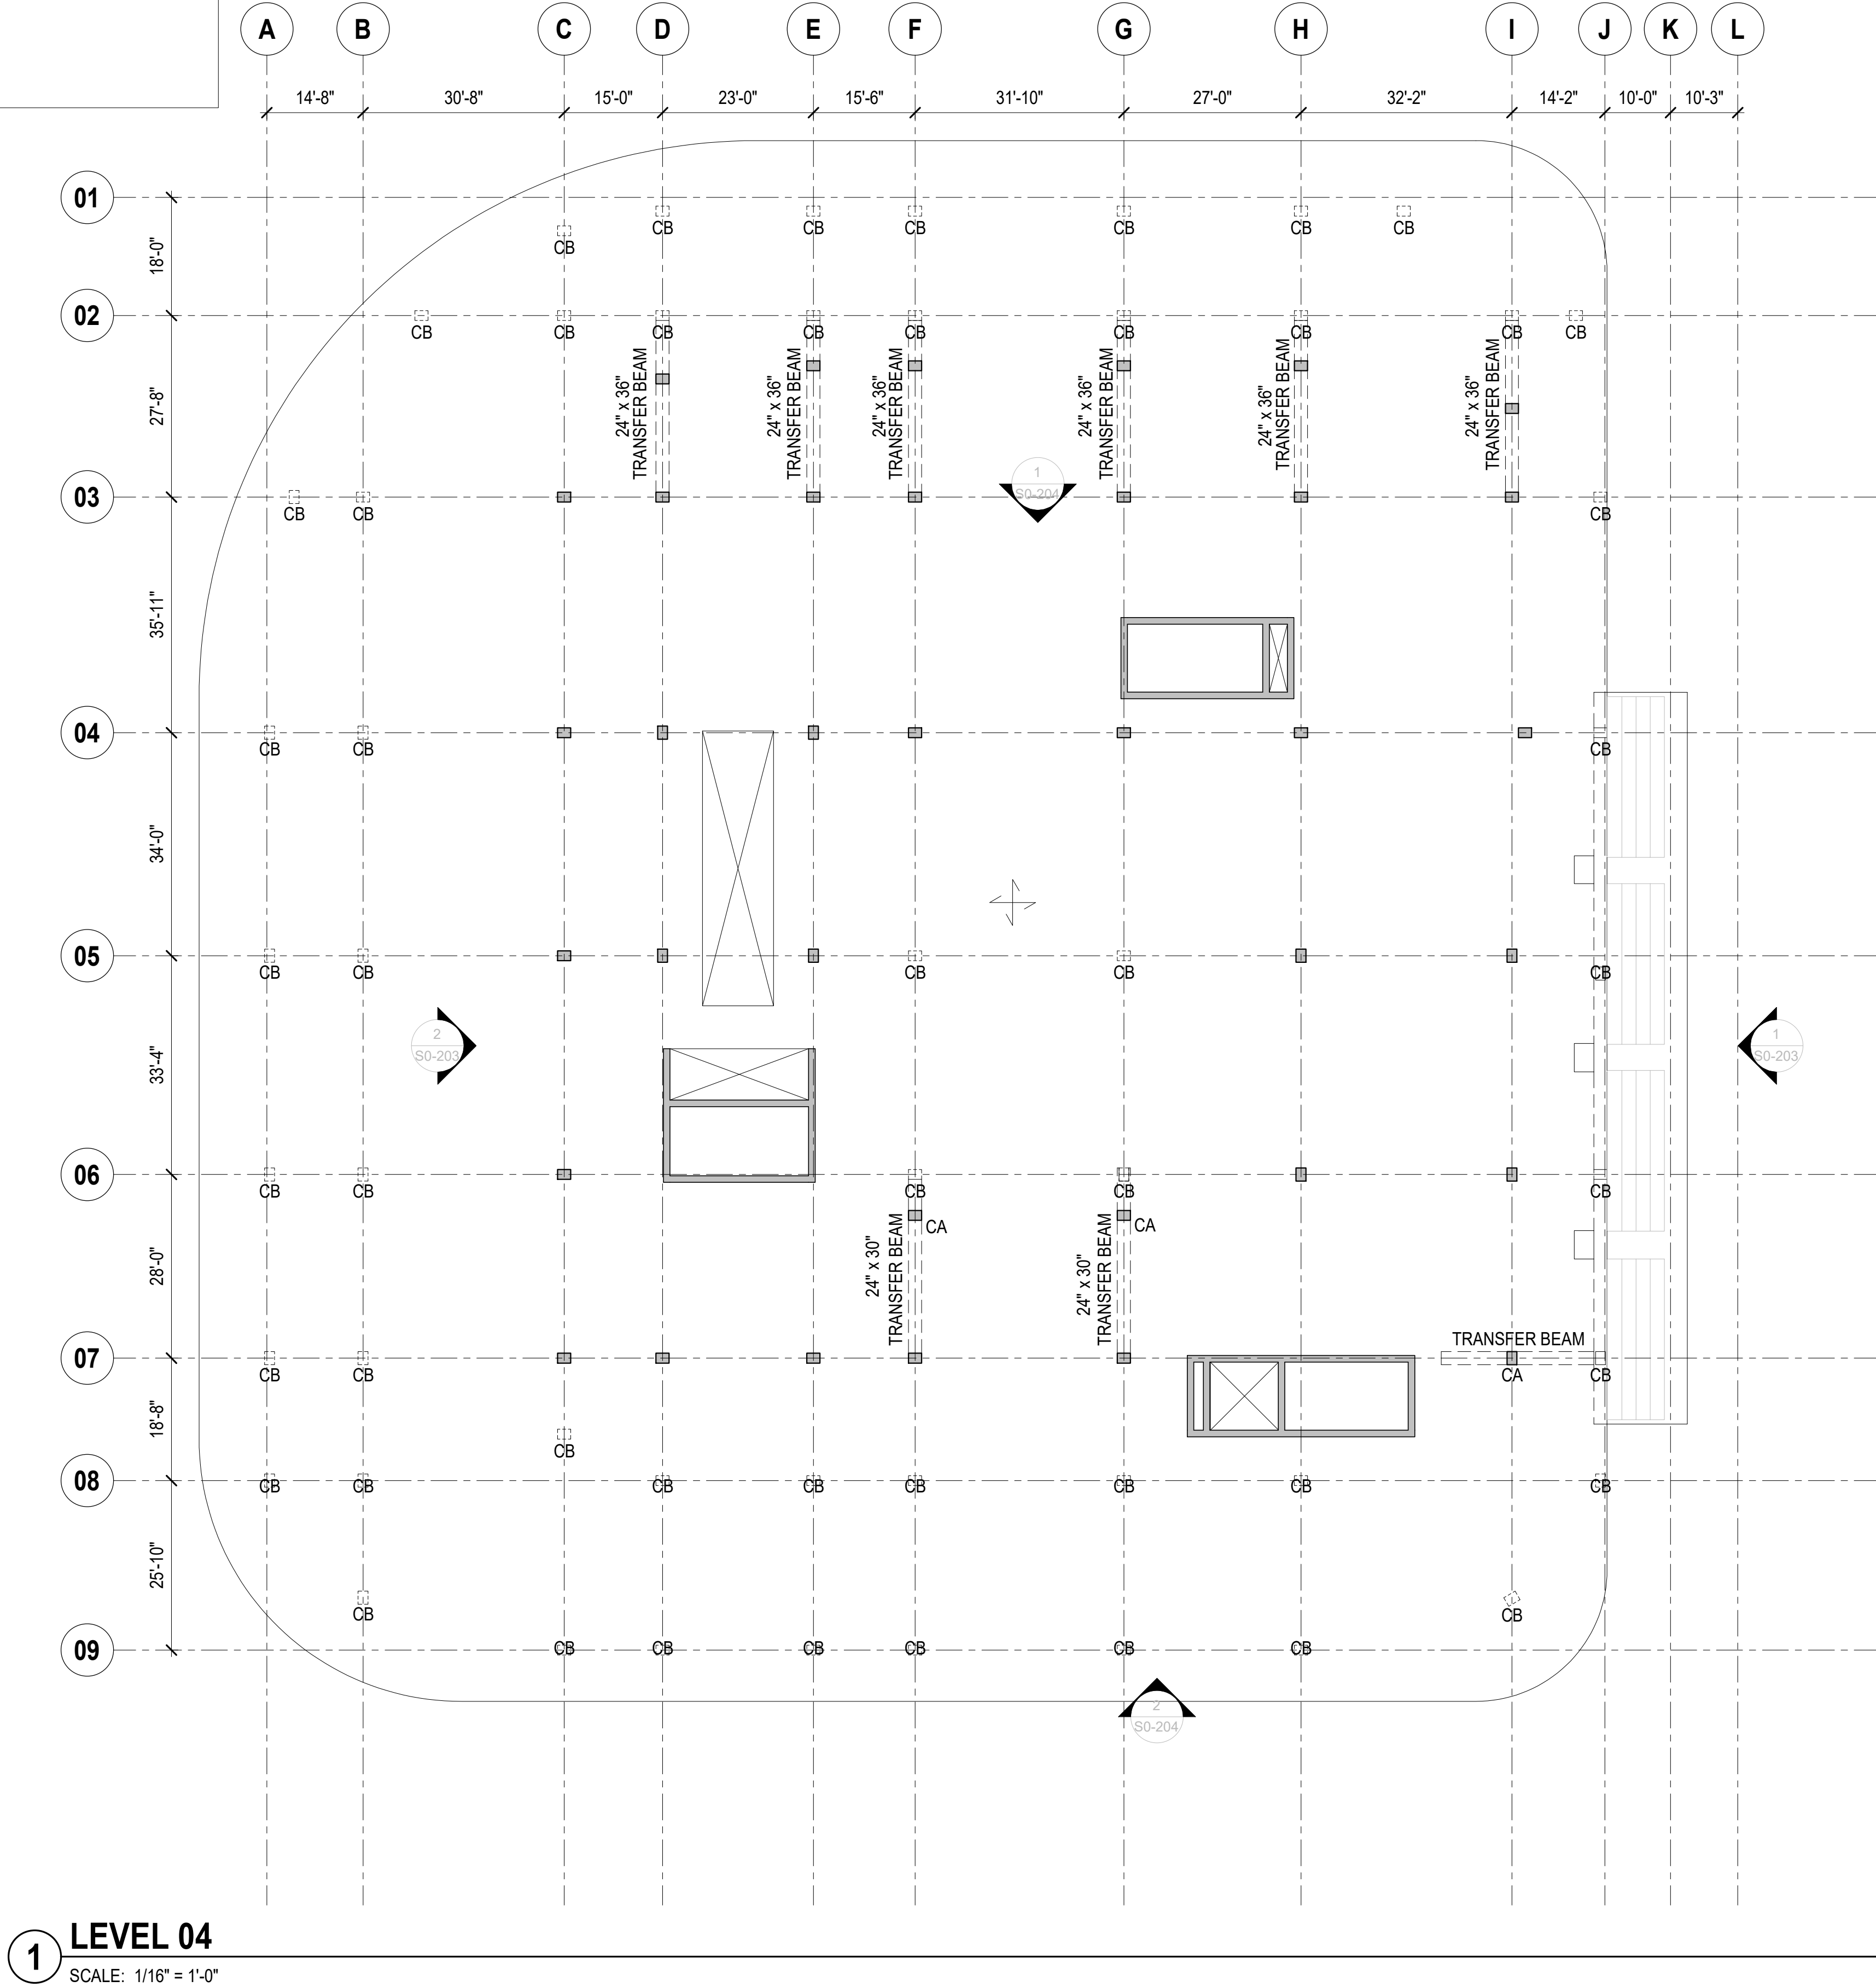 A B C D E F G H I J K L
14'-8" 30'-8" 15'-0" 23'-0" 15'-6" 31'-10" 27'-0" 32'-2" 14'-2" 10'-0" 10'-3"
01
CB CB CB CB CB CB
CB
18'-0"
02
CB CB CB CB CB CB CB CB CB
27'-8"
24" x 36"
TRANSFER BEAM
24" x 36"
TRANSFER BEAM
24" x 36"
TRANSFER BEAM
24" x 36"
TRANSFER BEAM
24" x 36"
TRANSFER BEAM
24" x 36"
TRANSFER BEAM
1
S0-204
03
CB CB CB
35'-11"
04
CB CB CB
34'-0"
05
CB CB CB CB CB
2
S0-203
1
S0-203
33'-4"
06
CB CB CB CB CB
CA CA
28'-0"
24" x 30"
TRANSFER BEAM
24" x 30"
TRANSFER BEAM
TRANSFER BEAM
07
CB CB CA CB
18'-8"
CB
08
CB CB CB CB CB CB CB CB
25'-10"
CB CB
09
CB CB CB CB CB CB
2
S0-204
1
LEVEL 04
SCALE: 1/16" = 1'-0"